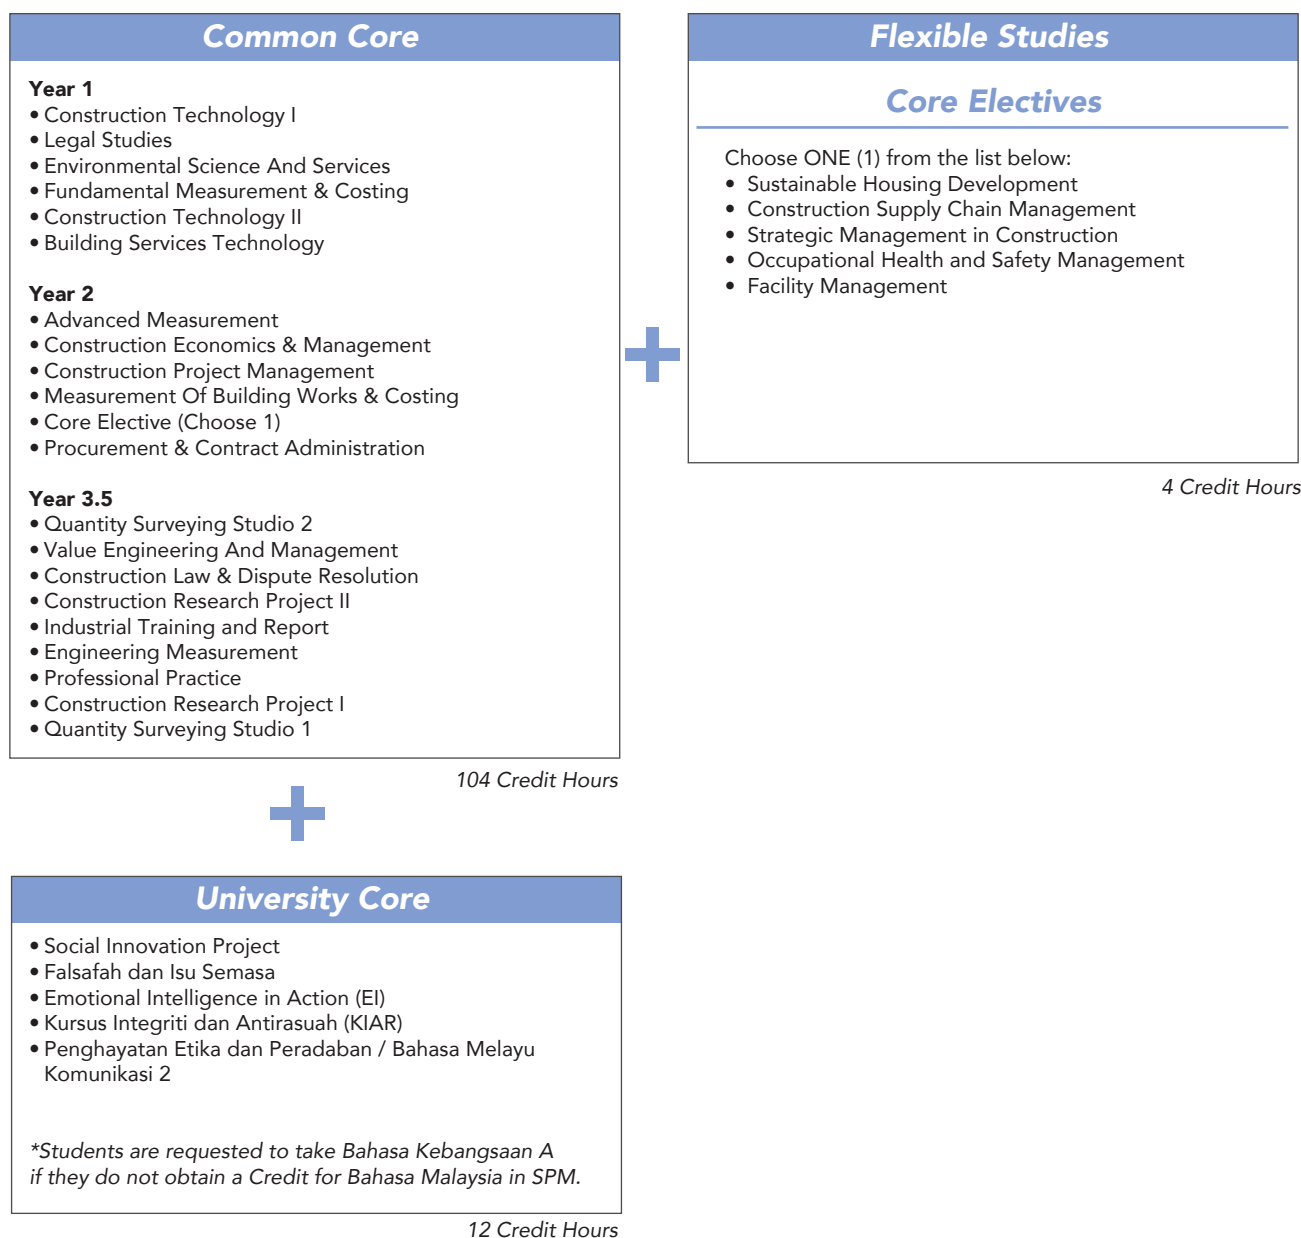 Common Core
Year 1
• Construction Technology I
• Legal Studies
• Environmental Science And Services
• Fundamental Measurement & Costing
• Construction Technology II
• Building Services Technology
Year 2
• Advanced Measurement
• Construction Economics & Management
• Construction Project Management
• Measurement Of Building Works & Costing
• Core Elective (Choose 1)
• Procurement & Contract Administration
Year 3.5
• Quantity Surveying Studio 2
• Value Engineering And Management
• Construction Law & Dispute Resolution
• Construction Research Project II
• Industrial Training and Report
• Engineering Measurement
• Professional Practice
• Construction Research Project I
• Quantity Surveying Studio 1
104 Credit Hours
Flexible Studies
Core Electives
Choose ONE (1) from the list below:
• Sustainable Housing Development
• Construction Supply Chain Management
• Strategic Management in Construction
• Occupational Health and Safety Management
• Facility Management
4 Credit Hours
University Core
• Social Innovation Project
• Falsafah dan Isu Semasa
• Emotional Intelligence in Action (EI)
• Kursus Integriti dan Antirasuah (KIAR)
• Penghayatan Etika dan Peradaban / Bahasa Melayu
Komunikasi 2
*Students are requested to take Bahasa Kebangsaan A
if they do not obtain a Credit for Bahasa Malaysia in SPM.
12 Credit Hours